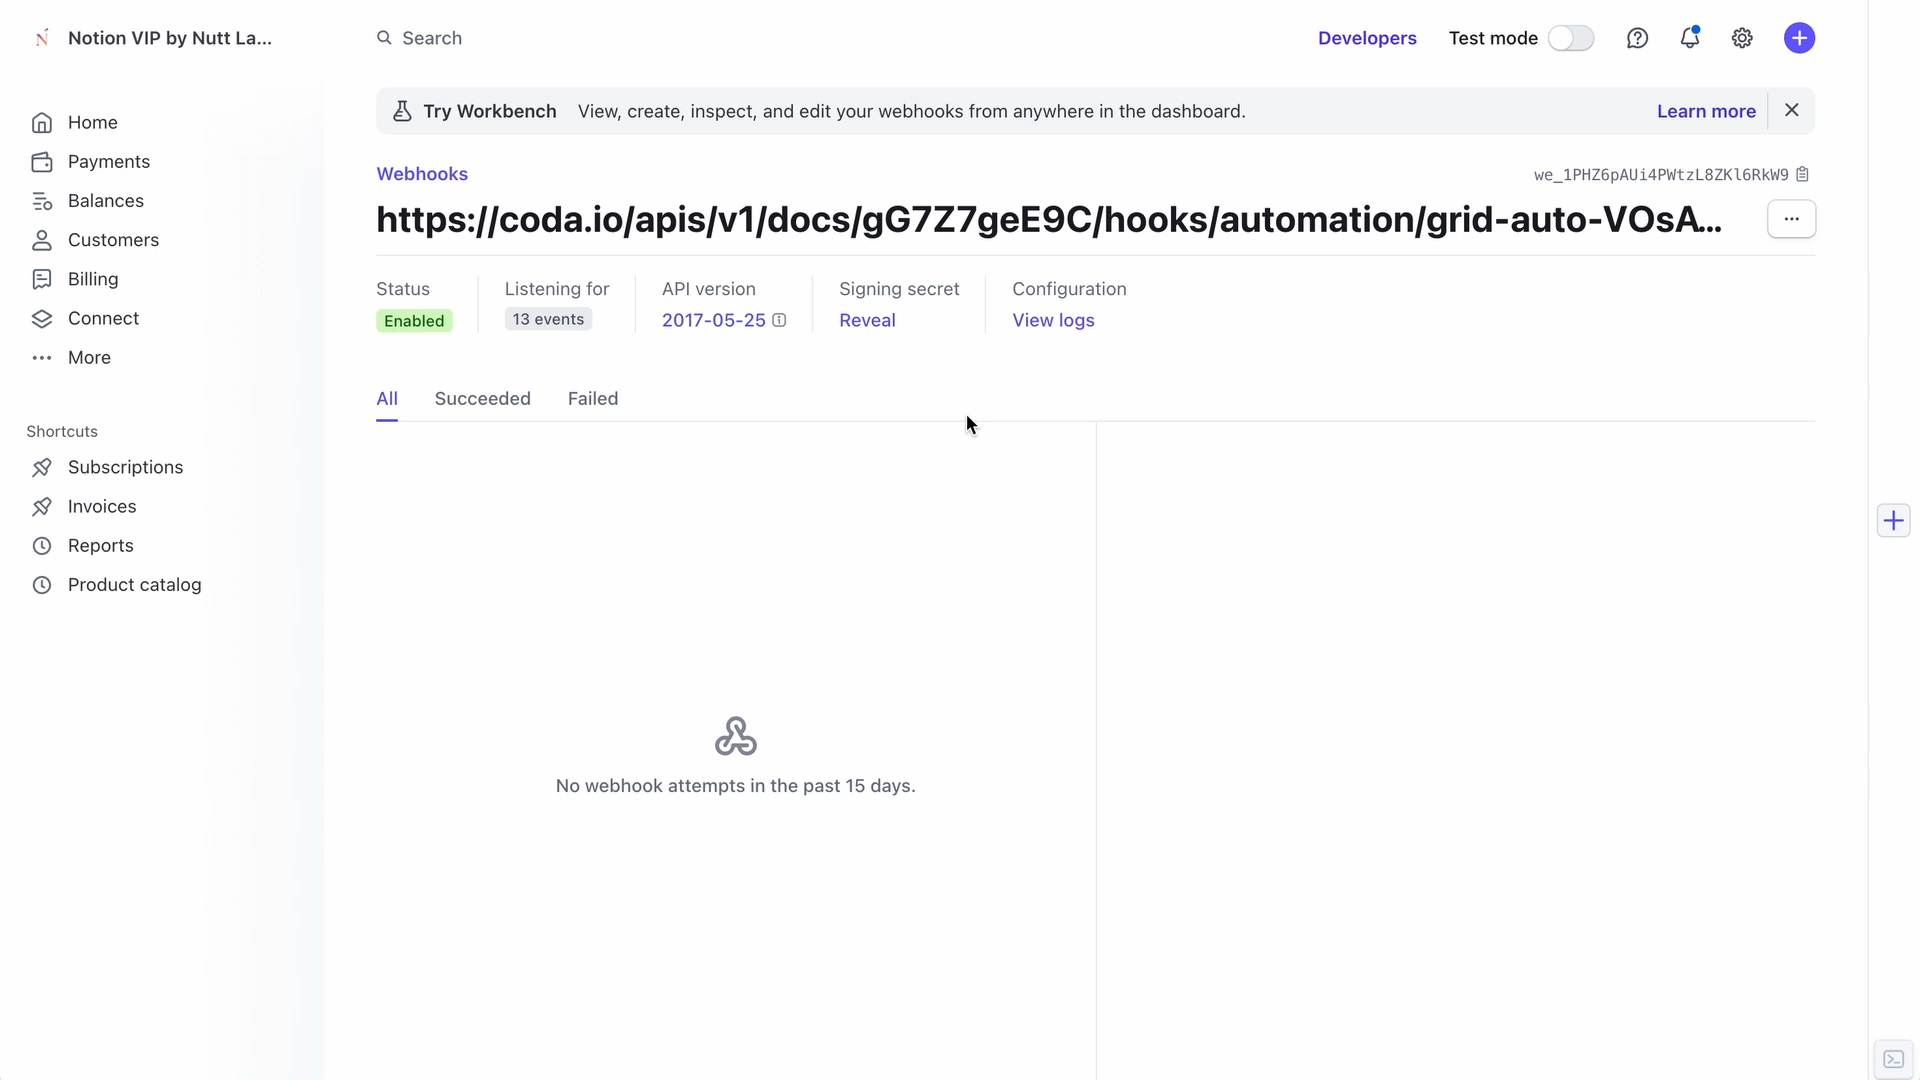 Notion VIP by Nutt La...
Search
Developers
Test mode
Home
Payments
Balances
Customers
Billing
Connect
More
Shortcuts
Subscriptions
Invoices
Reports
Product catalog
Try Workbench View, create, inspect, and edit your webhooks from anywhere in the dashboard.
Learn more
Webhooks
we_1PHZ6pAUi4PWtzL8ZKl6RkW9
https://coda.io/apis/v1/docs/gG7Z7geE9C/hooks/automation/grid-auto-VOsA...
Status
Enabled
Listening for
13 events
API version
2017-05-25
Signing secret
Reveal
Configuration
View logs
All
Succeeded
Failed
No webhook attempts in the past 15 days.